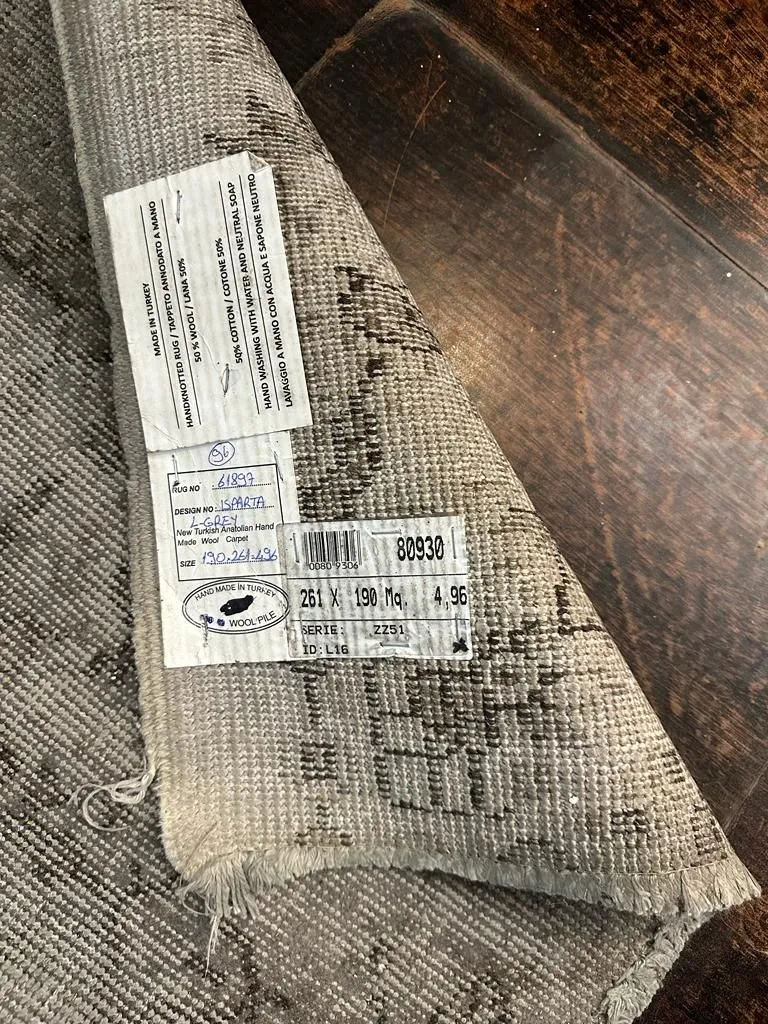 MADE IN TURKEY
HANDKNOTTED RUG / TAPPETO ANNODATO A MANO
50 % WOOL / LANA 50%
50% COTTON / COTONE 50%
HAND WASHING WITH WATER AND NEUTRAL SOAP
LAVAGGIO A MANO CON ACQUA E SAPONE NEUTRO
96
RUG NO : 61897
DESIGN NO: ISPARTA
L-GREY
New Turkish Anatolian Hand
Made Wool Carpet
SIZE 190.261.496
HAND MADE IN TURKEY
WOOL PILE
80930
0080 9306
261 X 190 Mq. 4,96
SERIE: ZZ51
ID:L16